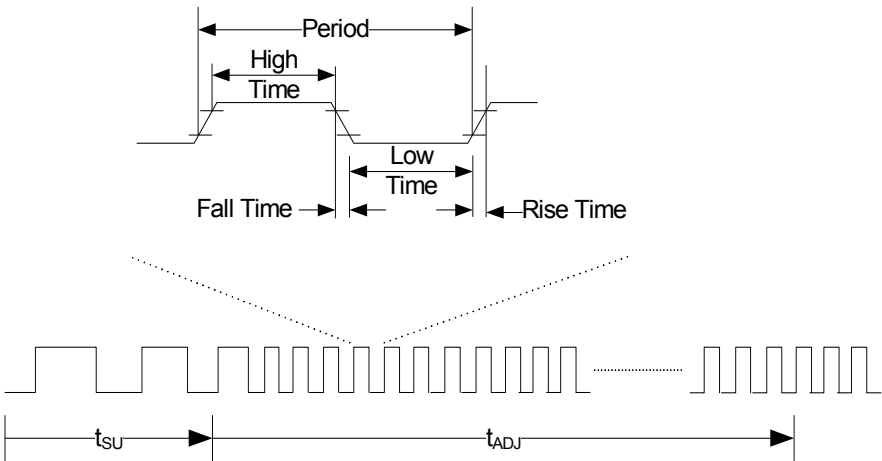 Period
High
Time
Low
Time
Fall Time
Rise Time
tSU
tADJ